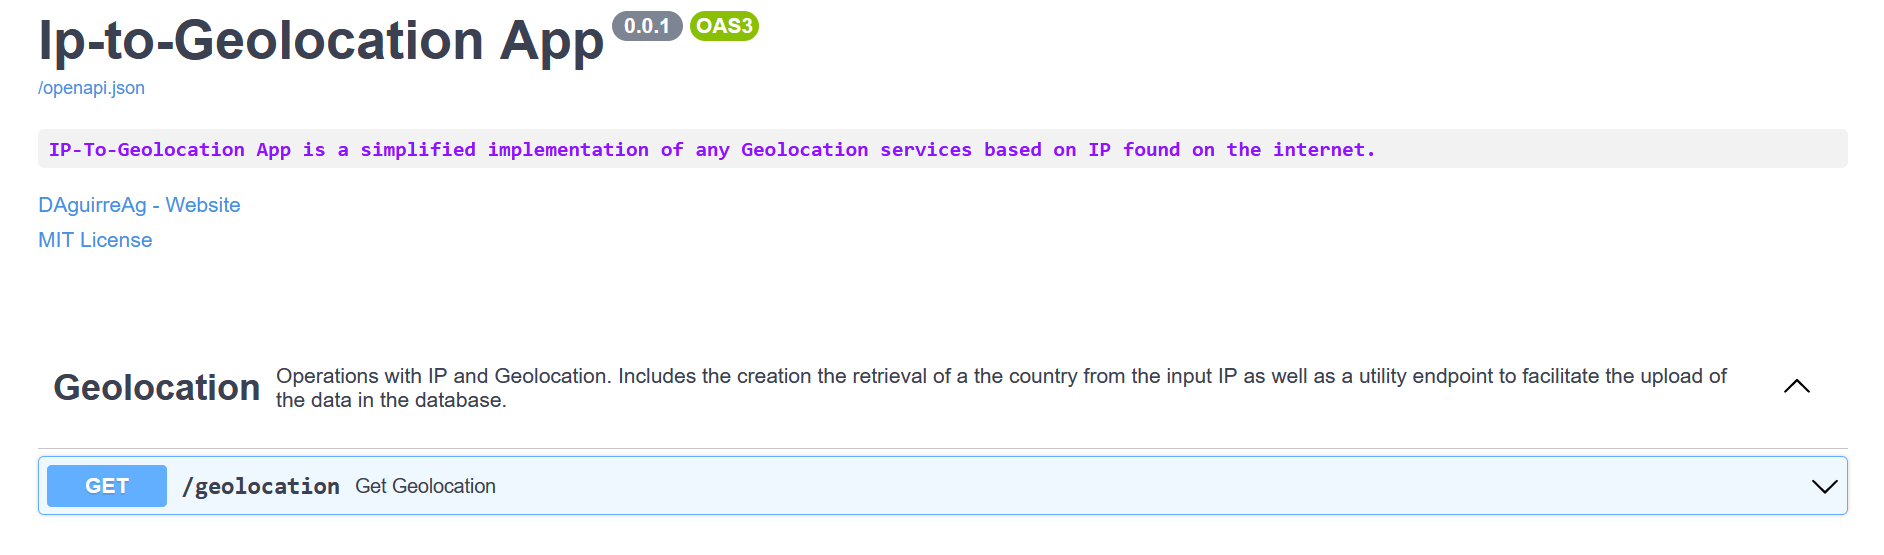 Ip-to-Geolocation App 0.0.1 OAS3
/openapi.json
IP-To-Geolocation App is a simplified implementation of any Geolocation services based on IP found on the internet.
DAguirreAg - Website
MIT License
Geolocation
Operations with IP and Geolocation. Includes the creation the retrieval of a the country from the input IP as well as a utility endpoint to facilitate the upload of
the data in the database.
GET /geolocation Get Geolocation